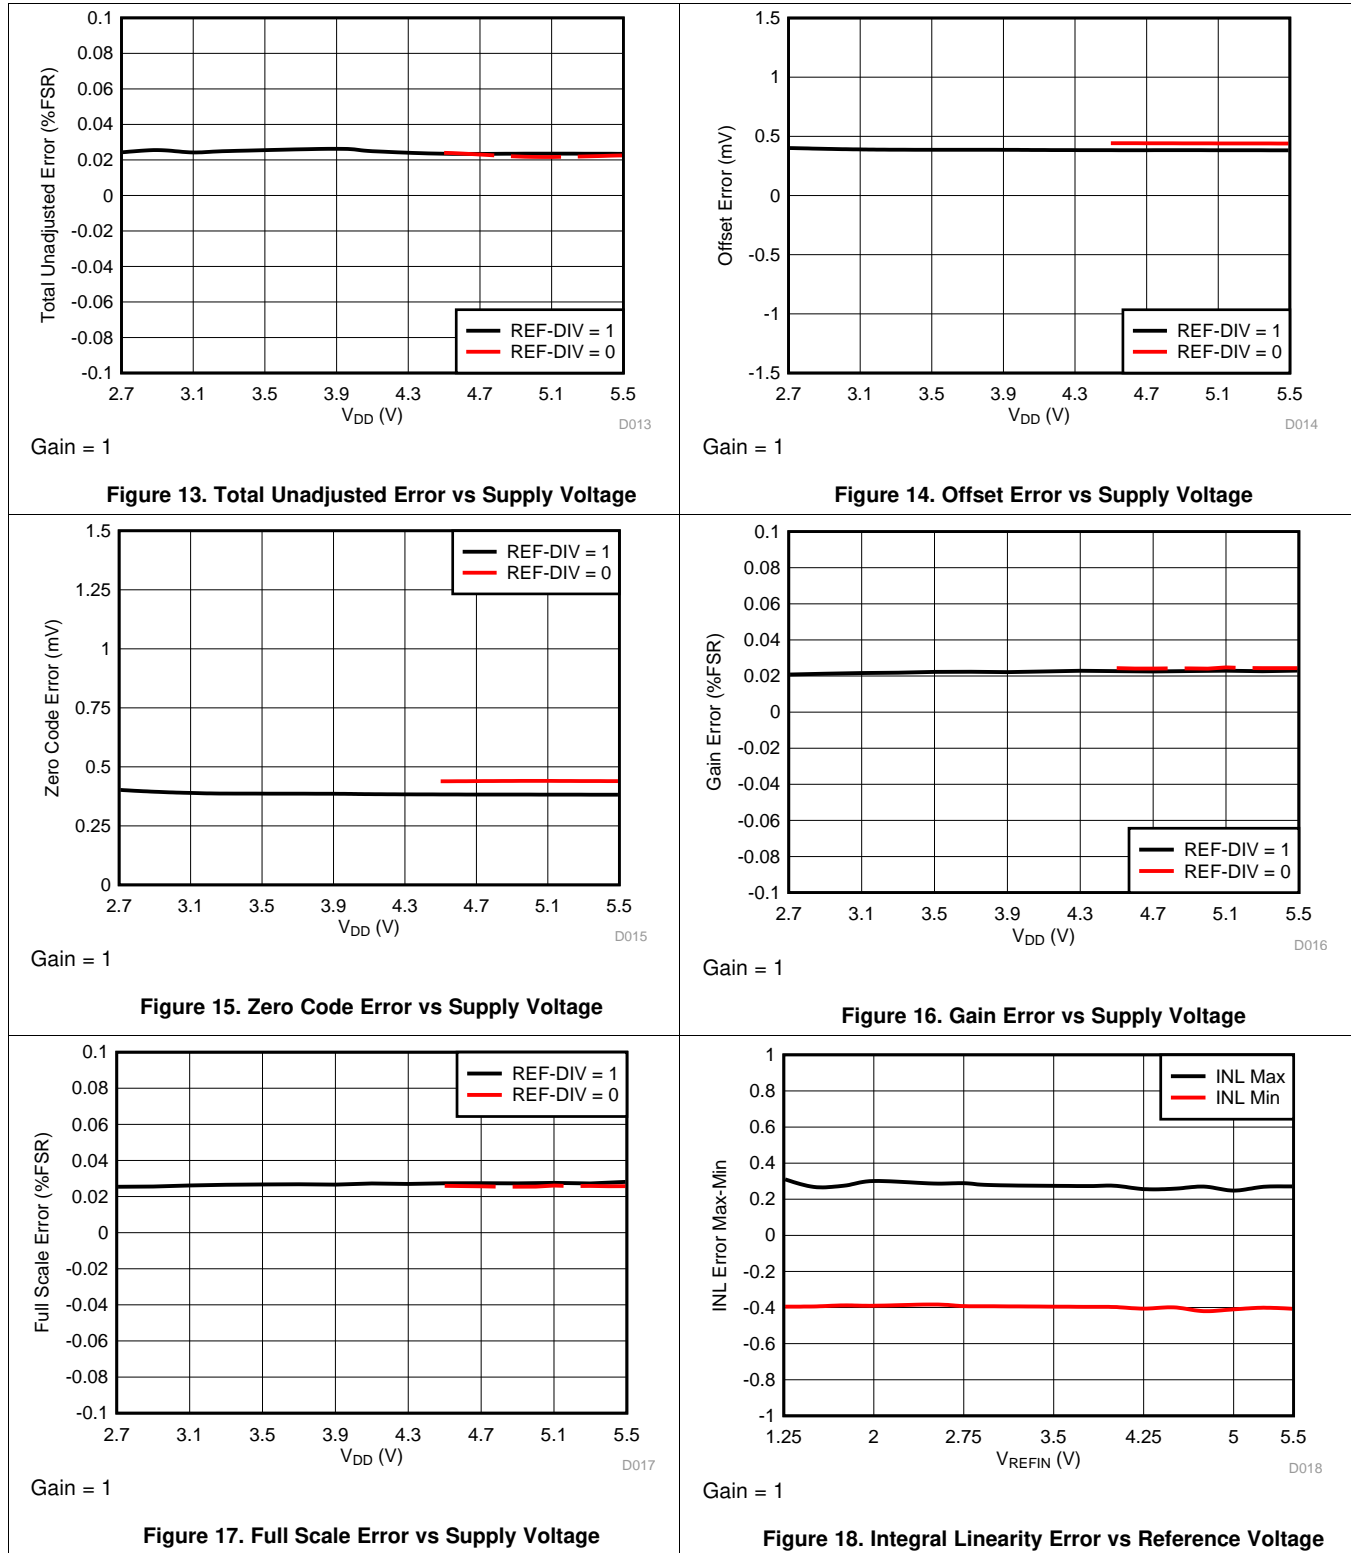 0.1
0.08
0.06
0.04
0.02
0
-0.02
-0.04
-0.06
-0.08
-0.1
Total Unadjusted Error (%FSR)
REF-DIV = 1
REF-DIV = 0
2.7 3.1 3.5 3.9 4.3 4.7 5.1 5.5
VDD (V)
D013
Gain = 1
Figure 13. Total Unadjusted Error vs Supply Voltage
1.5
1
0.5
0
-0.5
-1
-1.5
Offset Error (mV)
REF-DIV = 1
REF-DIV = 0
2.7 3.1 3.5 3.9 4.3 4.7 5.1 5.5
VDD (V)
D014
Gain = 1
Figure 14. Offset Error vs Supply Voltage
1.5
1.25
1
0.75
0.5
0.25
0
Zero Code Error (mV)
REF-DIV = 1
REF-DIV = 0
2.7 3.1 3.5 3.9 4.3 4.7 5.1 5.5
VDD (V)
D015
Gain = 1
Figure 15. Zero Code Error vs Supply Voltage
0.1
0.08
0.06
0.04
0.02
0
-0.02
-0.04
-0.06
-0.08
-0.1
Gain Error (%FSR)
REF-DIV = 1
REF-DIV = 0
2.7 3.1 3.5 3.9 4.3 4.7 5.1 5.5
VDD (V)
D016
Gain = 1
Figure 16. Gain Error vs Supply Voltage
0.1
0.08
0.06
0.04
0.02
0
-0.02
-0.04
-0.06
-0.08
-0.1
Full Scale Error (%FSR)
REF-DIV = 1
REF-DIV = 0
2.7 3.1 3.5 3.9 4.3 4.7 5.1 5.5
VDD (V)
D017
Gain = 1
Figure 17. Full Scale Error vs Supply Voltage
1
0.8
0.6
0.4
0.2
0
-0.2
-0.4
-0.6
-0.8
-1
INL Error Max-Min
INL Max
INL Min
1.25 2 2.75 3.5 4.25 5 5.5
VREFIN (V)
D018
Gain = 1
Figure 18. Integral Linearity Error vs Reference Voltage